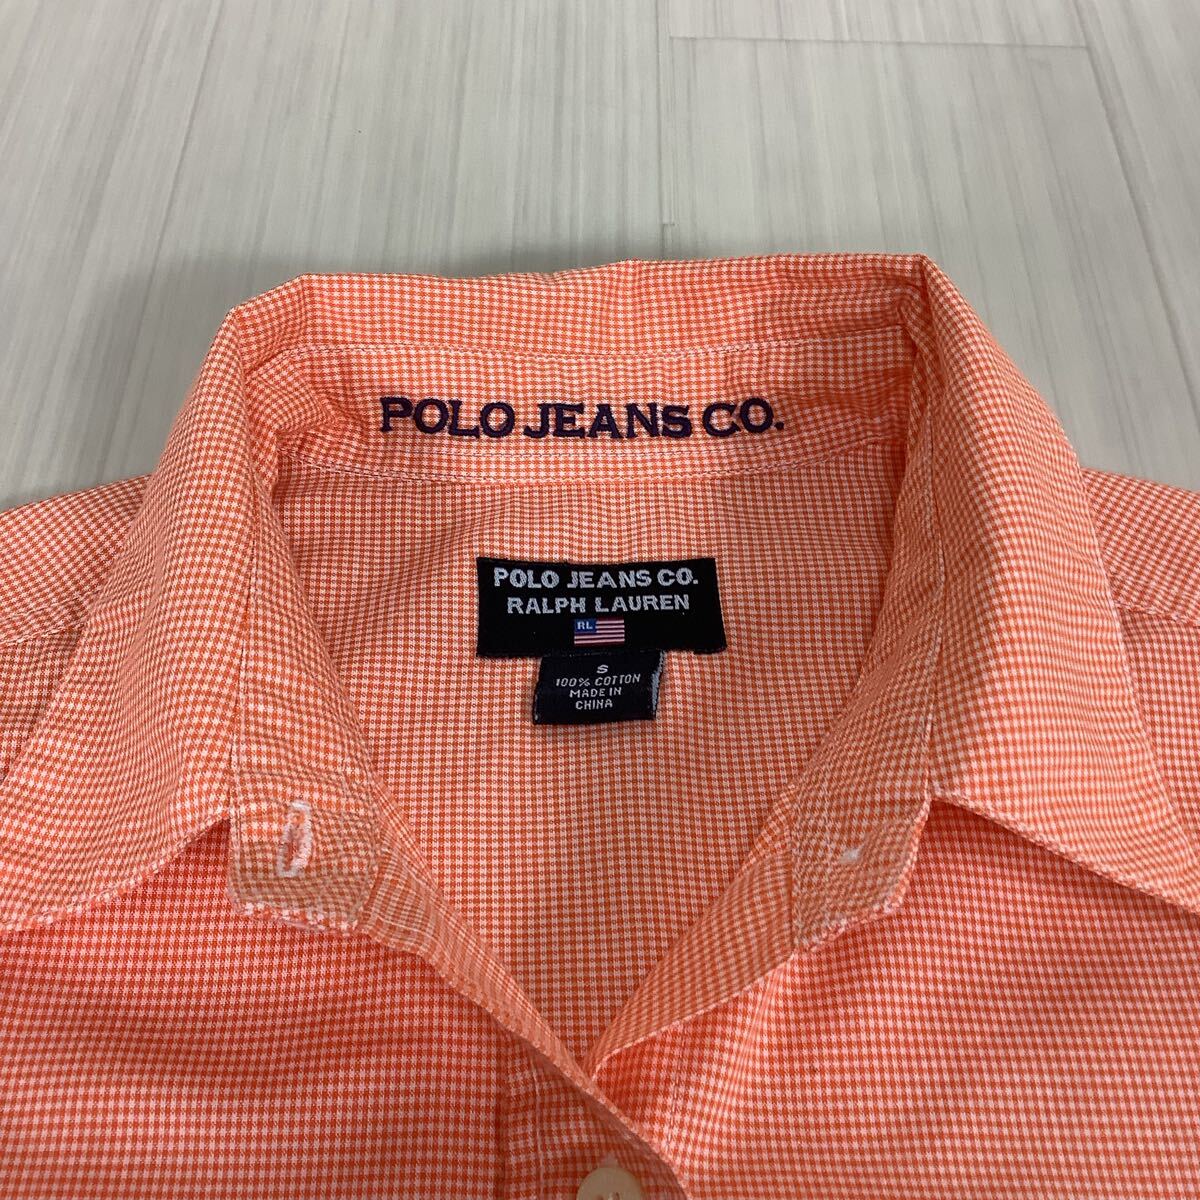 POLO JEANS CO.
POLO JEANS CO.
RALPH LAUREN
RL
S
100% COTTON
MADE IN
CHINA